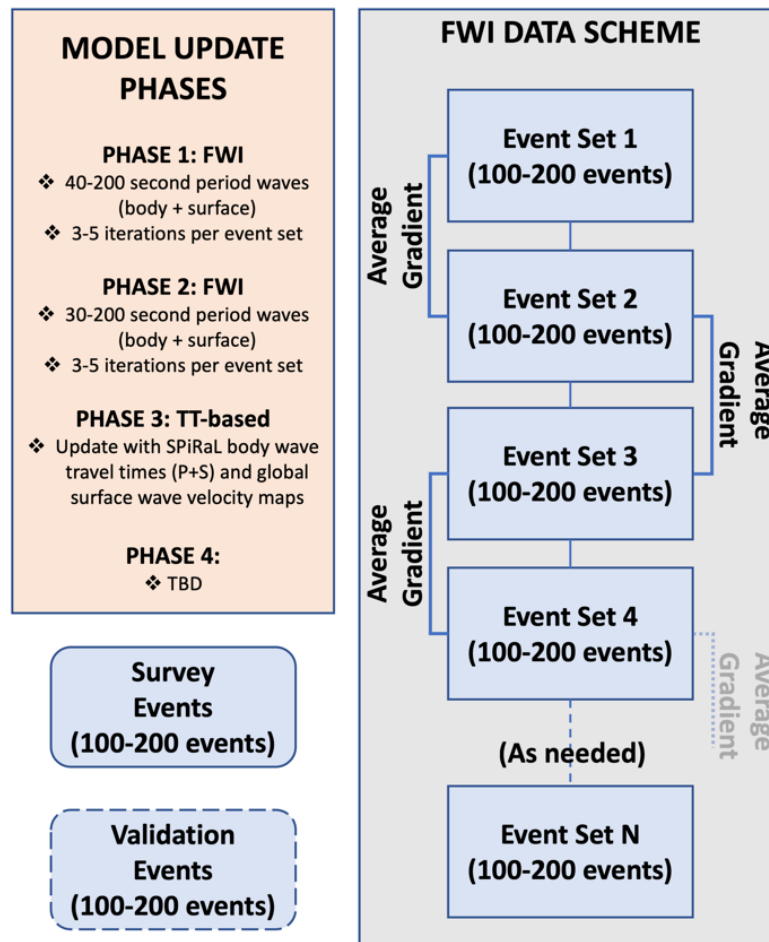 MODEL UPDATE
PHASES
PHASE 1: FWI
❖ 40-200 second period waves
(body + surface)
❖ 3-5 iterations per event set
PHASE 2: FWI
❖ 30-200 second period waves
(body + surface)
❖ 3-5 iterations per event set
PHASE 3: TT-based
❖ Update with SPiRaL body wave
travel times (P+S) and global
surface wave velocity maps
PHASE 4:
❖ TBD
Survey
Events
(100-200 events)
Validation
Events
(100-200 events)
FWI DATA SCHEME
Event Set 1
(100-200 events)
Average
Gradient
Event Set 2
(100-200 events)
Average
Gradient
Event Set 3
(100-200 events)
Average
Gradient
Event Set 4
(100-200 events)
Average
Gradient
(As needed)
Event Set N
(100-200 events)